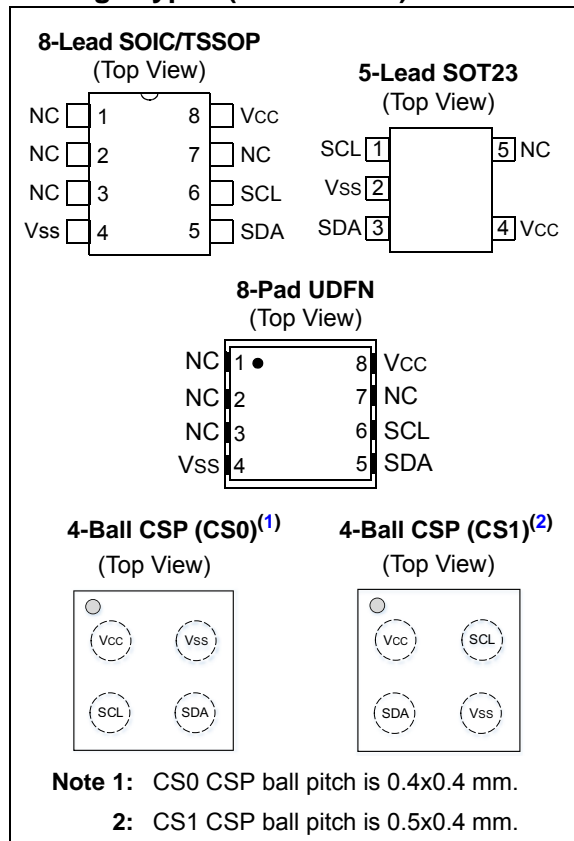 8-Lead SOIC/TSSOP
(Top View)
NC 1 8 Vcc
NC 2 7 NC
NC 3 6 SCL
Vss 4 5 SDA
5-Lead SOT23
(Top View)
SCL 1 5 NC
Vss 2
SDA 3 4 Vcc
8-Pad UDFN
(Top View)
NC 1 8 Vcc
NC 2 7 NC
NC 3 6 SCL
Vss 4 5 SDA
4-Ball CSP (CS0)(1)
(Top View)
Vcc Vss
SCL SDA
4-Ball CSP (CS1)(2)
(Top View)
Vcc SCL
SDA Vss
Note 1: CS0 CSP ball pitch is 0.4x0.4 mm.
2: CS1 CSP ball pitch is 0.5x0.4 mm.